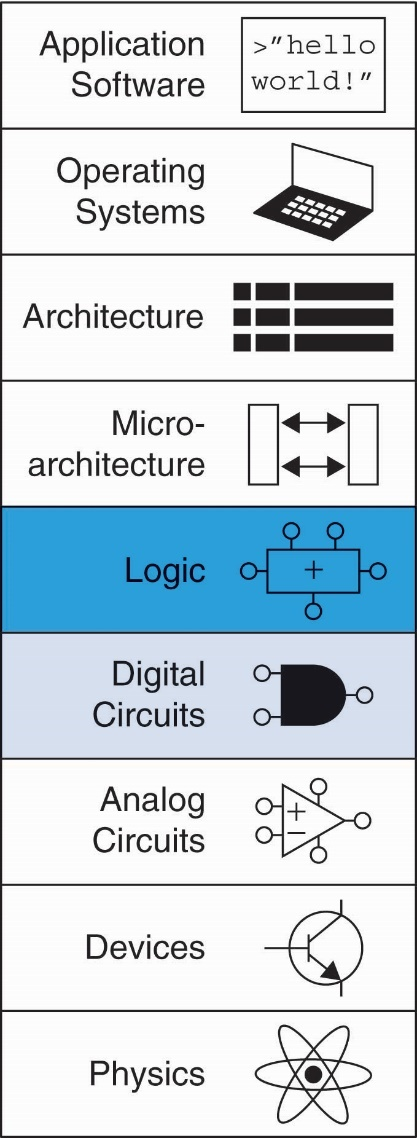 Application
Software
>"hello
world!"
Operating
Systems
Architecture
Micro-
architecture
Logic
+
Digital
Circuits
Analog
Circuits
+
−
Devices
Physics